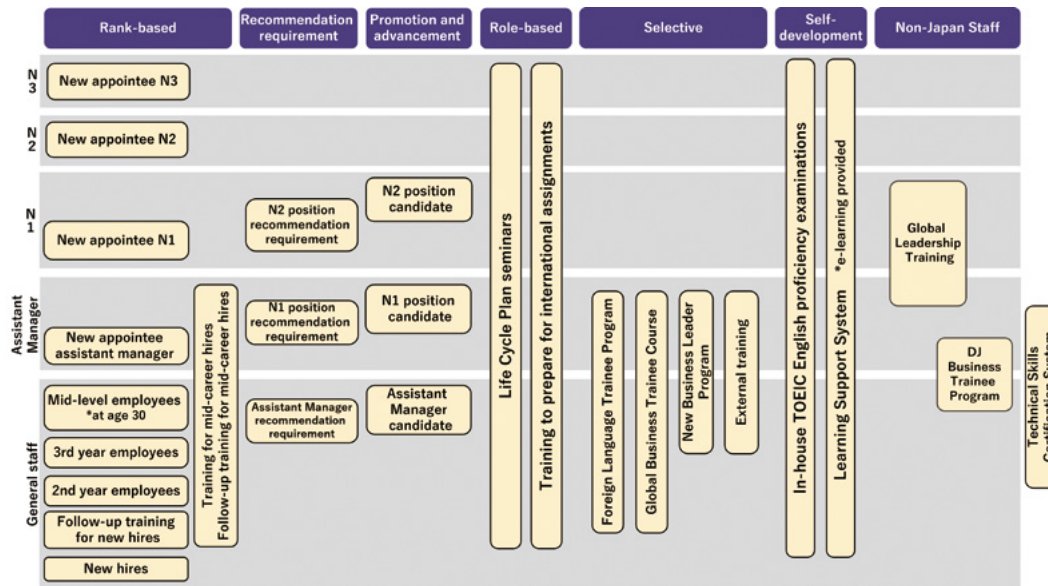 Rank-based
Recommendation
requirement
Promotion and
advancement
Role-based
Selective
Self-
development
Non-Japan Staff
N
3
New appointee N3
N
2
New appointee N2
N
1
New appointee N1
N2 position
recommendation
requirement
N2 position
candidate
Assistant
Manager
New appointee
assistant manager
N1 position
recommendation
requirement
N1 position
candidate
General staff
Mid-level employees
*at age 30
3rd year employees
2nd year employees
Follow-up training
for new hires
New hires
Training for mid-career hires
Follow-up training for mid-career hires
Assistant Manager
recommendation
requirement
Assistant
Manager
candidate
Life Cycle Plan seminars
Training to prepare for international assignments
Foreign Language Trainee Program
Global Business Trainee Course
New Business Leader
Program
External training
In-house TOEIC English proficiency examinations
Learning Support System *e-learning provided
Global
Leadership
Training
DJ
Business
Trainee
Program
Technical Skills
Certification System